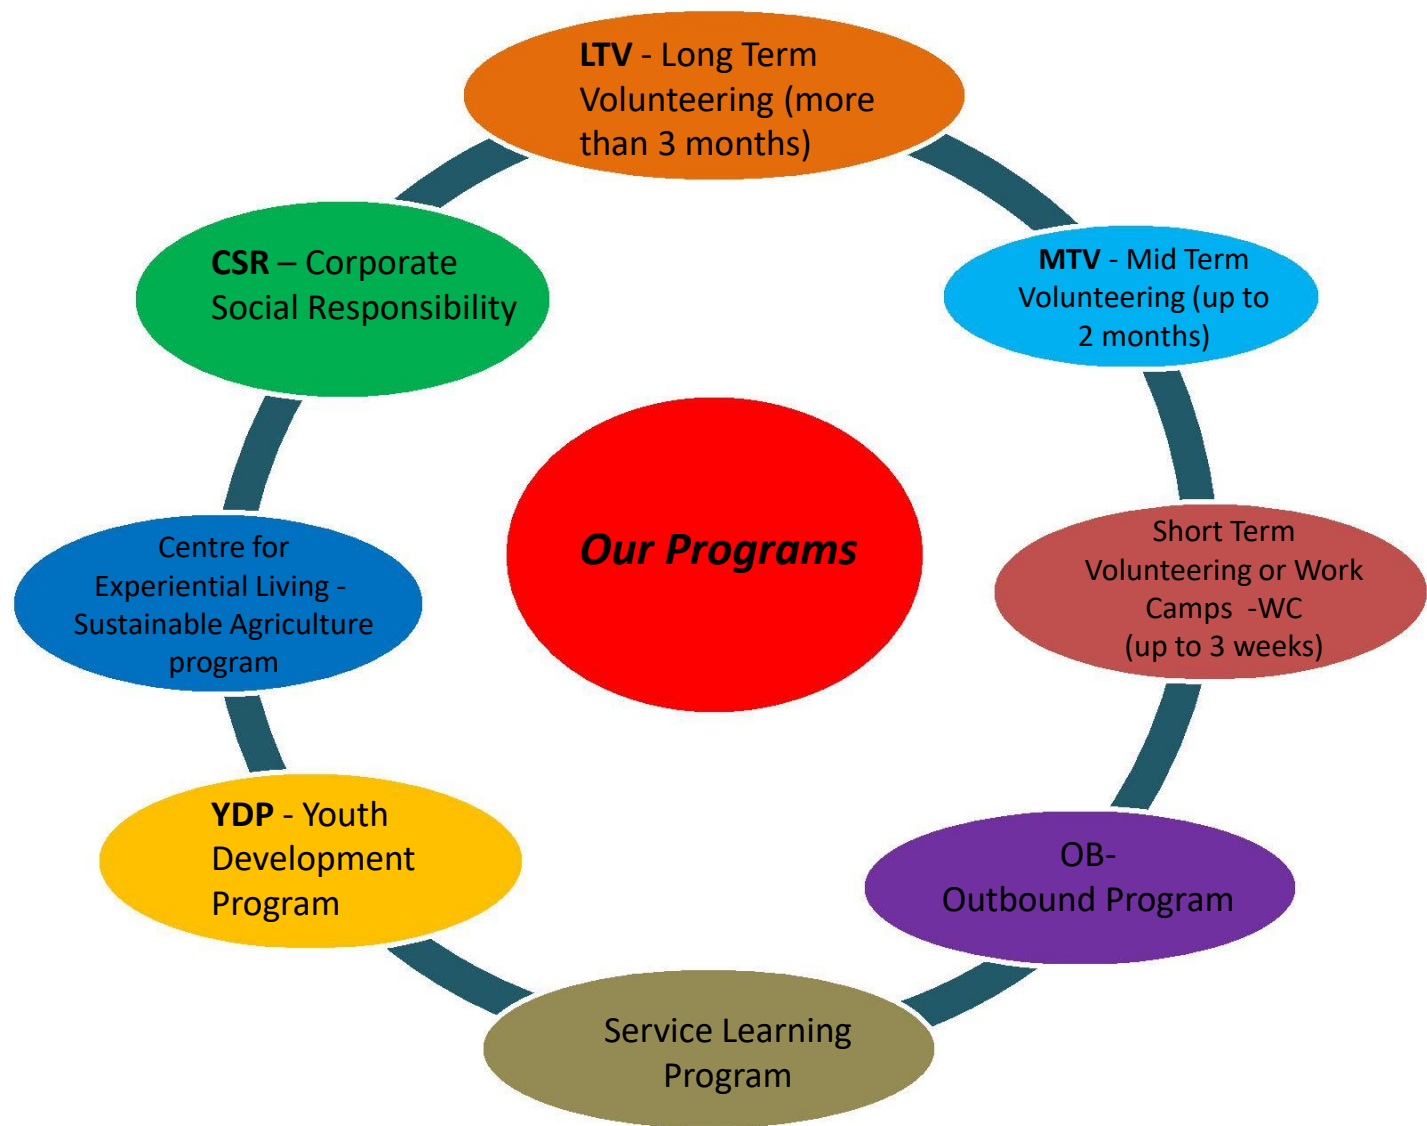 LTV - Long Term
Volunteering (more
than 3 months)
MTV - Mid Term
Volunteering (up to
2 months)
Short Term
Volunteering or Work
Camps -WC
(up to 3 weeks)
OB-
Outbound Program
Service Learning
Program
YDP - Youth
Development
Program
Centre for
Experiential Living -
Sustainable Agriculture
program
CSR – Corporate
Social Responsibility
Our Programs